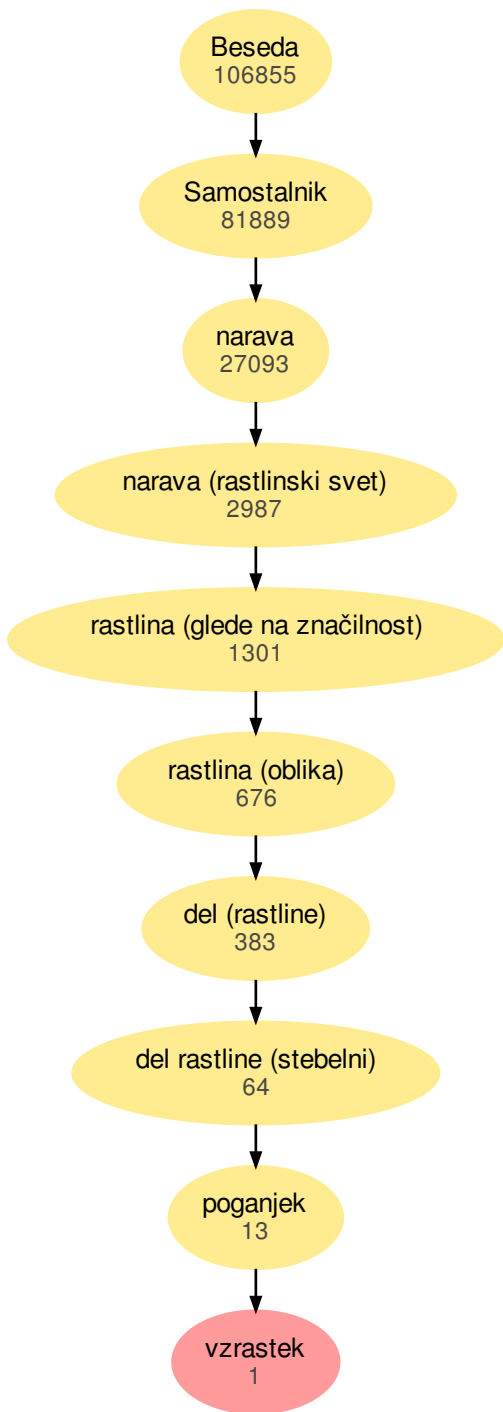 Beseda
106855
Samostalnik
81889
narava
27093
narava (rastlinski svet)
2987
rastlina (glede na značilnost)
1301
rastlina (oblika)
676
del (rastline)
383
del rastline (stebelni)
64
poganjek
13
vzrastek
1